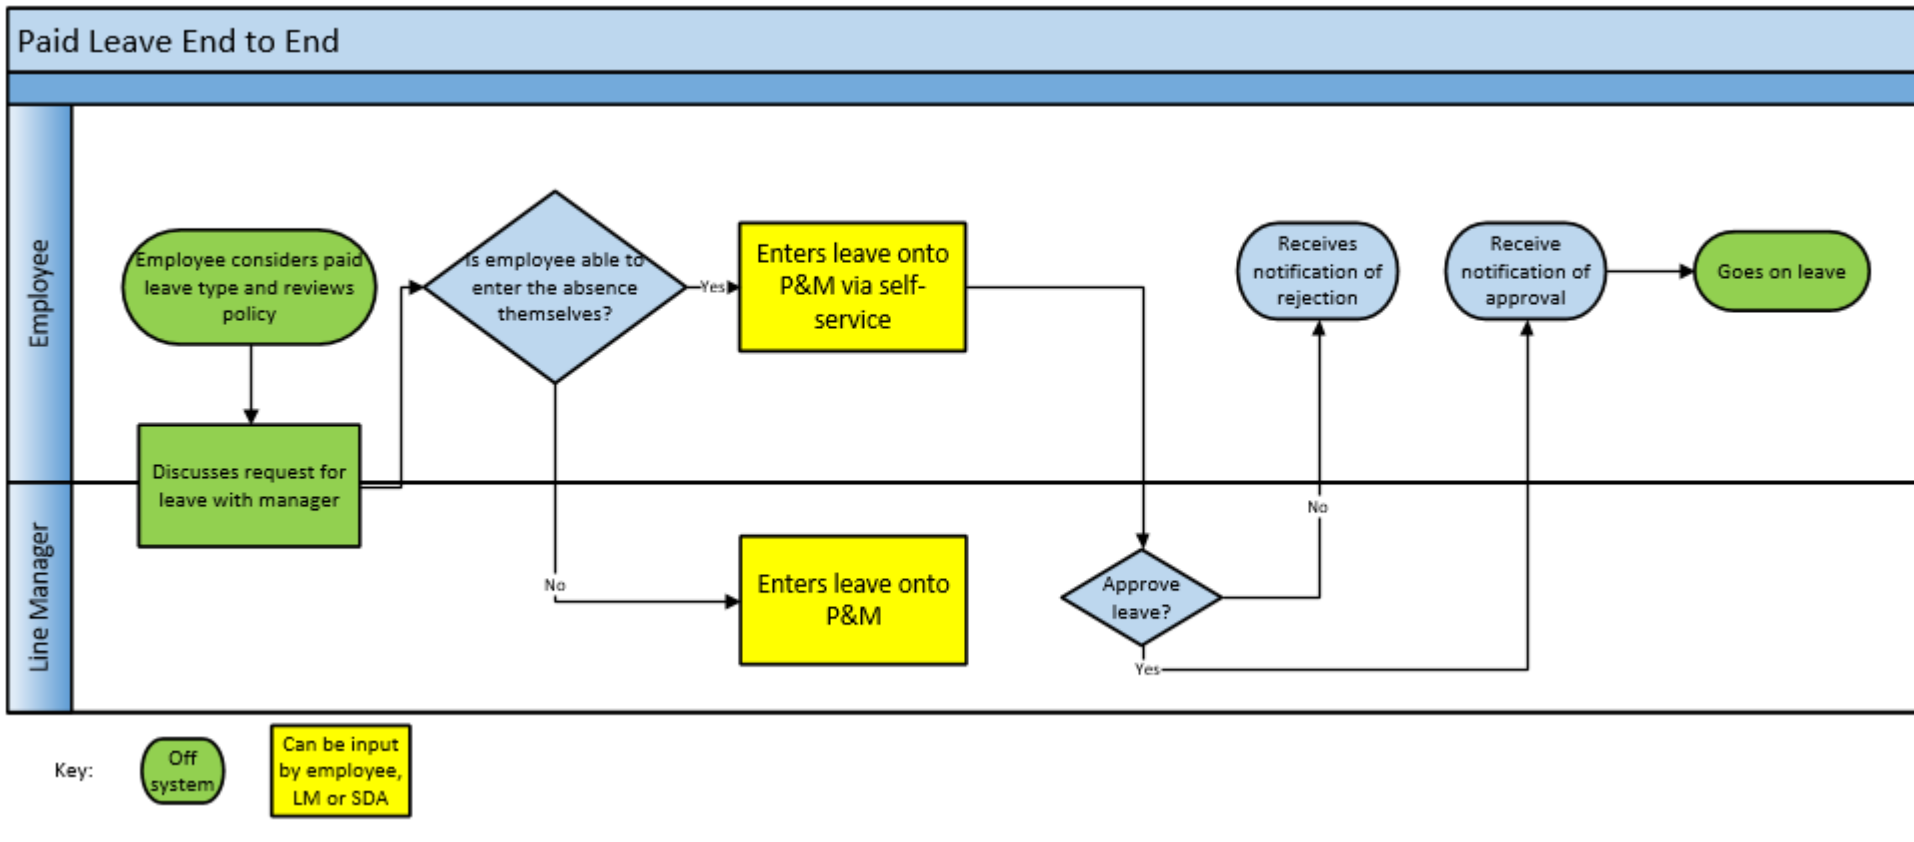 Paid Leave End to End
Employee
Employee considers paid
leave type and reviews
policy
Is employee able to
enter the absence
themselves?
Yes
Enters leave onto
P&M via self-
service
Receives
notification of
rejection
Receive
notification of
approval
Goes on leave
Discusses request for
leave with manager
Line Manager
No
Enters leave onto
P&M
Approve
leave?
No
Yes
Key:
Off
system
Can be input
by employee,
LM or SDA